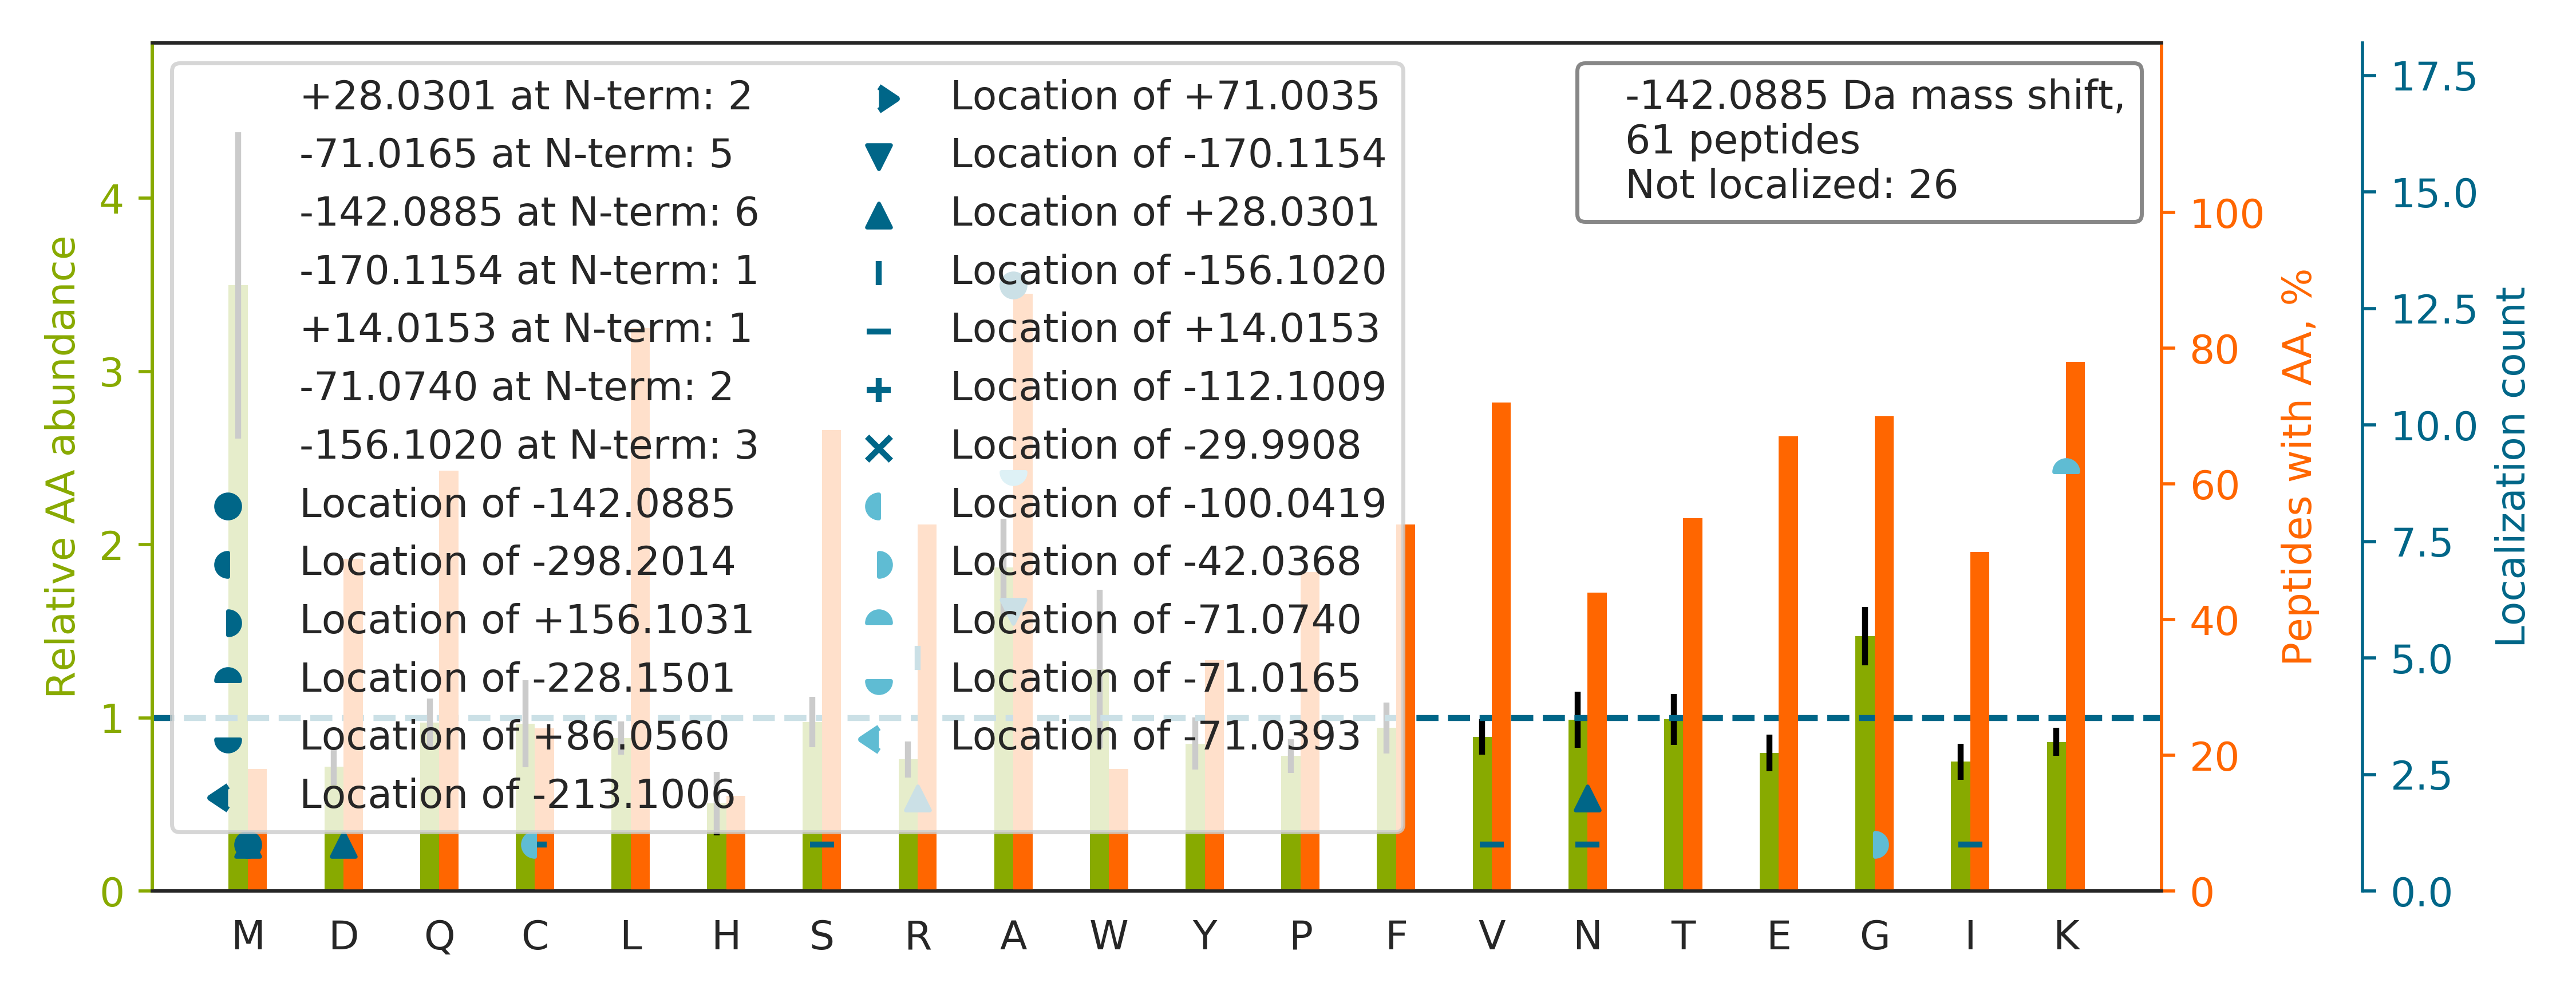 +28.0301 at N-term: 2
-71.0165 at N-term: 5
-142.0885 at N-term: 6
-170.1154 at N-term: 1
+14.0153 at N-term: 1
-71.0740 at N-term: 2
-156.1020 at N-term: 3
Location of -142.0885
Location of -298.2014
Location of +156.1031
Location of -228.1501
Location of +86.0560
Location of -213.1006
Location of +71.0035
Location of -170.1154
Location of +28.0301
Location of -156.1020
Location of +14.0153
Location of -112.1009
Location of -29.9908
Location of -100.0419
Location of -42.0368
Location of -71.0740
Location of -71.0165
Location of -71.0393
-142.0885 Da mass shift,
61 peptides
Not localized: 26
Relative AA abundance
4
3
2
1
0
M D Q C L H S R A W Y P F V N T E G I K
100
80
60
40
20
0
Peptides with AA, %
17.5
15.0
12.5
10.0
7.5
5.0
2.5
0.0
Localization count